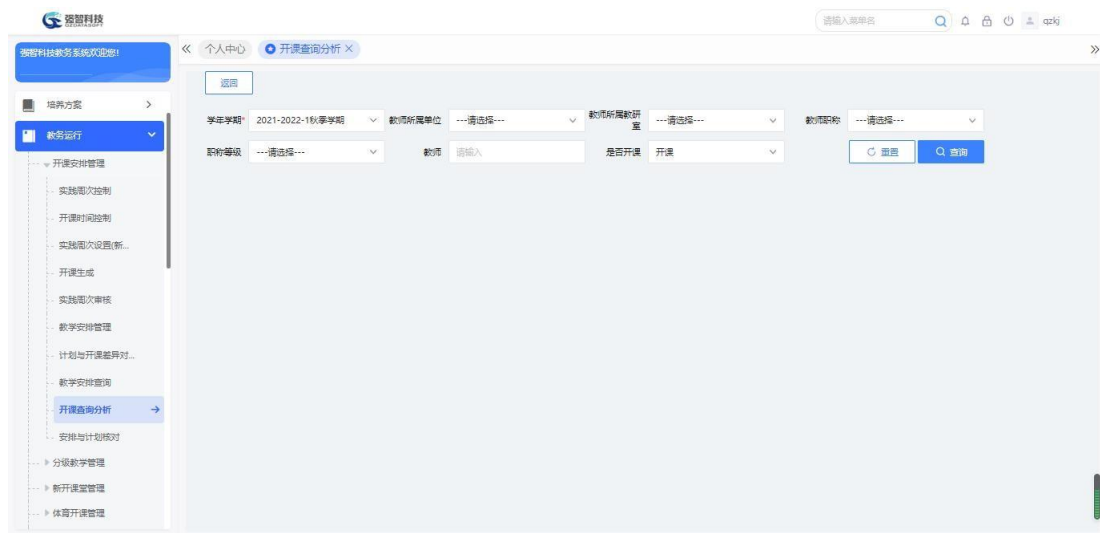 强智科技
请输入菜单名
qzkj
强智科技教务系统欢迎您!
个人中心
开课查询分析
返回
培养方案
教务运行
开课安排管理
实践周次控制
开课时间控制
实践周次设置(新...
开课生成
实践周次审核
教学安排管理
计划与开课差异对...
教学安排查询
开课查询分析
安排与计划核对
分级教学管理
新开课堂管理
体育开课管理
学年学期* 2021-2022-1秋季学期 教师所属单位 ---请选择--- 教师所属教研室 ---请选择--- 教师职称 ---请选择---
职称等级 ---请选择--- 教师 请输入 是否开课 开课 重置 查询